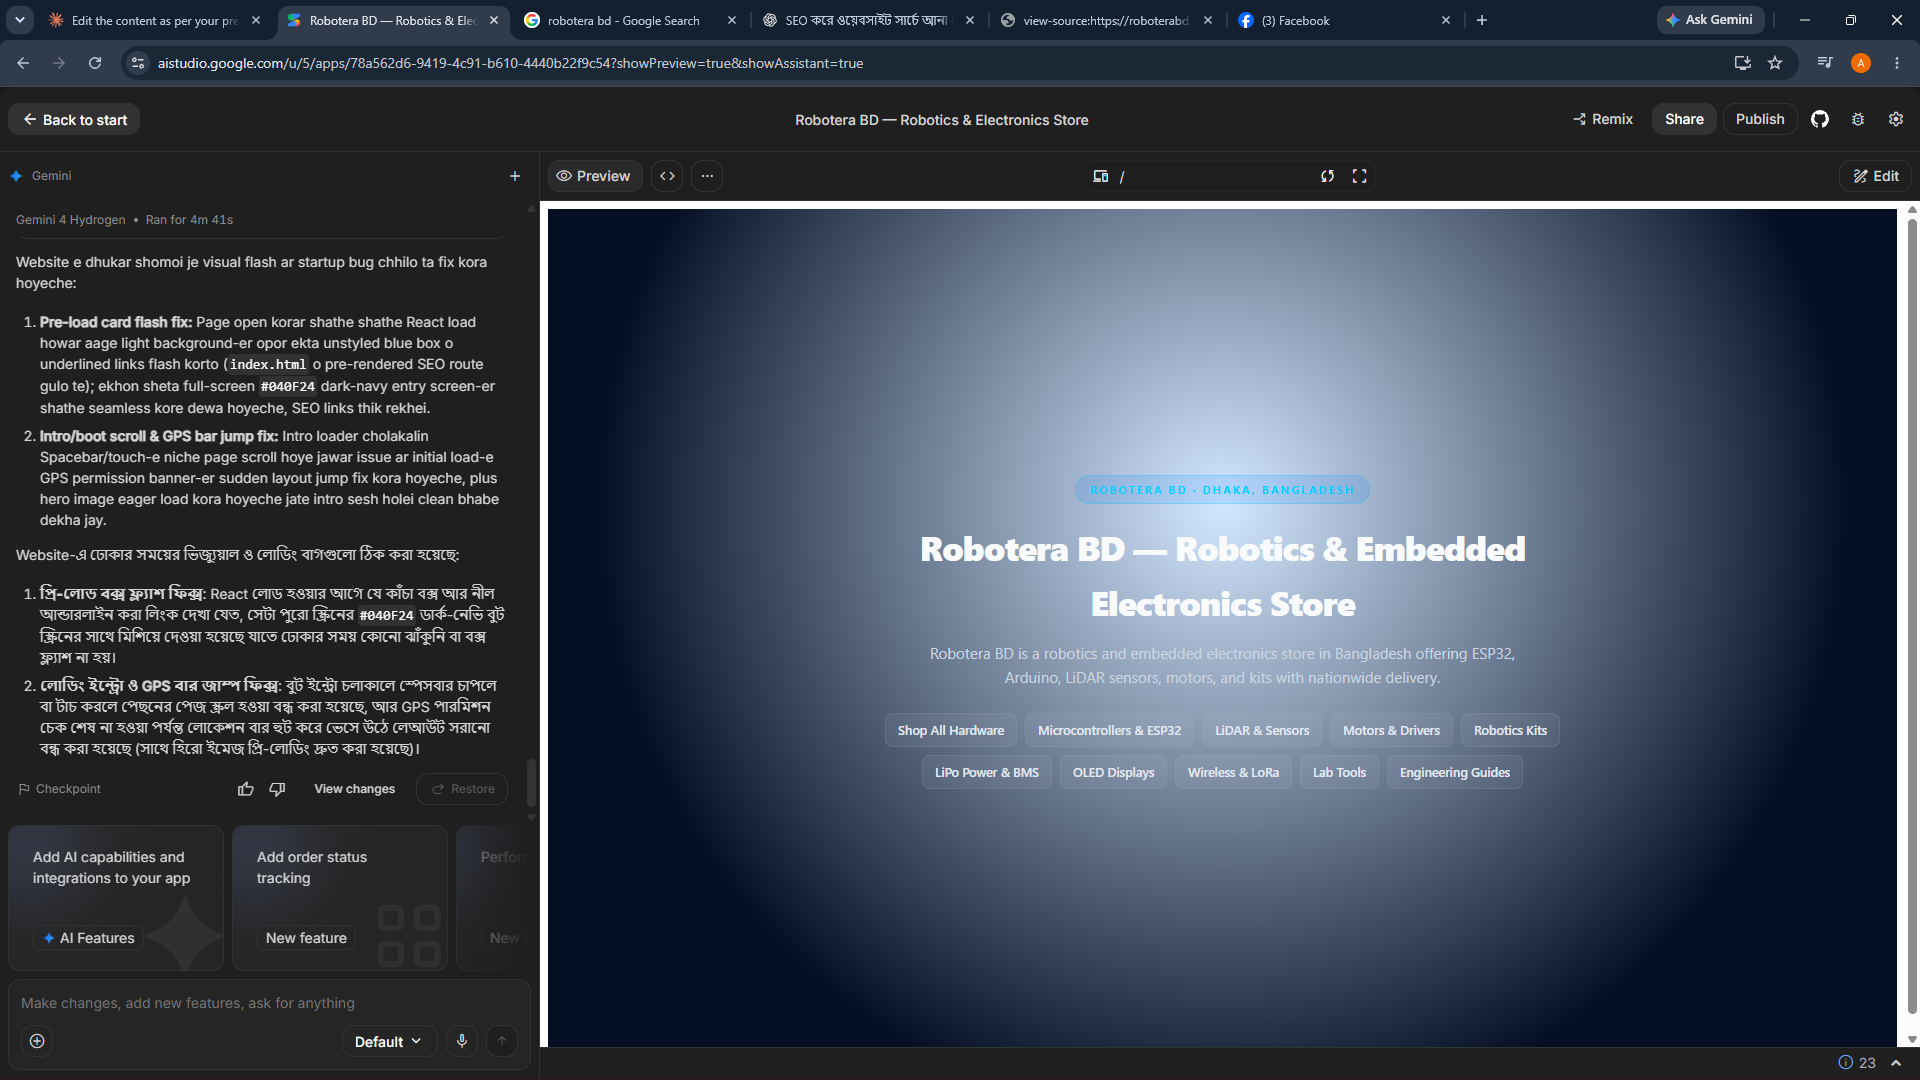 Edit the content as per your pre
Robotera BD — Robotics & Elec
robotera bd - Google Search
SEO করে ওয়েবসাইট সার্চে আনা
view-source:https://roboterabd.
(3) Facebook
Ask Gemini
aistudio.google.com/u/5/apps/78a562d6-9419-4c91-b610-4440b22f9c54?showPreview=true&showAssistant=true
A
Back to start
Robotera BD — Robotics & Electronics Store
Remix
Share
Publish
Gemini
Preview
/
Edit
Gemini 4 Hydrogen • Ran for 4m 41s
Website e dhukar shomoi je visual flash ar startup bug chhilo ta fix kora
hoyeche:
1. Pre-load card flash fix: Page open korar shathe shathe React load
howar aage light background-er opor ekta unstyled blue box o
underlined links flash korto (index.html o pre-rendered SEO route
gulo te); ekhon sheta full-screen #040F24 dark-navy entry screen-er
shathe seamless kore dewa hoyeche, SEO links thik rekhei.
2. Intro/boot scroll & GPS bar jump fix: Intro loader cholakalin
Spacebar/touch-e niche page scroll hoye jawar issue ar initial load-e
GPS permission banner-er sudden layout jump fix kora hoyeche, plus
hero image eager load kora hoyeche jate intro sesh holei clean bhabe
dekha jay.
Website-এ ঢোকার সময়ের ভিজ্যুয়াল ও লোডিং বাগগুলো ঠিক করা হয়েছে:
1. প্রি-লোড বক্স ফ্ল্যাশ ফিক্স: React লোড হওয়ার আগে যে কাঁচা বক্স আর নীল
আন্ডারলাইন করা লিংক দেখা যেত, সেটা পুরো স্ক্রিনের #040F24 ডার্ক-নেভি বুট
স্ক্রিনের সাথে মিশিয়ে দেওয়া হয়েছে যাতে ঢোকার সময় কোনো ঝাঁকুনি বা বক্স
ফ্ল্যাশ না হয়।
2. লোডিং ইন্ট্রো ও GPS বার জাম্প ফিক্স: বুট ইন্ট্রো চলাকালে স্পেসবার চাপলে
বা টাচ করলে পেছনের পেজ স্ক্রল হওয়া বন্ধ করা হয়েছে, আর GPS পারমিশন
চেক শেষ না হওয়া পর্যন্ত লোকেশন বার হুট করে ভেসে উঠে লেআউট সরানো
বন্ধ করা হয়েছে (সাথে হিরো ইমেজ প্রি-লোডিং দ্রুত করা হয়েছে)।
Checkpoint
View changes
Restore
Add AI capabilities and
integrations to your app
AI Features
Add order status
tracking
New feature
Perfor
New f
Make changes, add new features, ask for anything
Default
ROBOTERA BD • DHAKA, BANGLADESH
Robotera BD — Robotics & Embedded
Electronics Store
Robotera BD is a robotics and embedded electronics store in Bangladesh offering ESP32,
Arduino, LiDAR sensors, motors, and kits with nationwide delivery.
Shop All Hardware
Microcontrollers & ESP32
LiDAR & Sensors
Motors & Drivers
Robotics Kits
LiPo Power & BMS
OLED Displays
Wireless & LoRa
Lab Tools
Engineering Guides
23